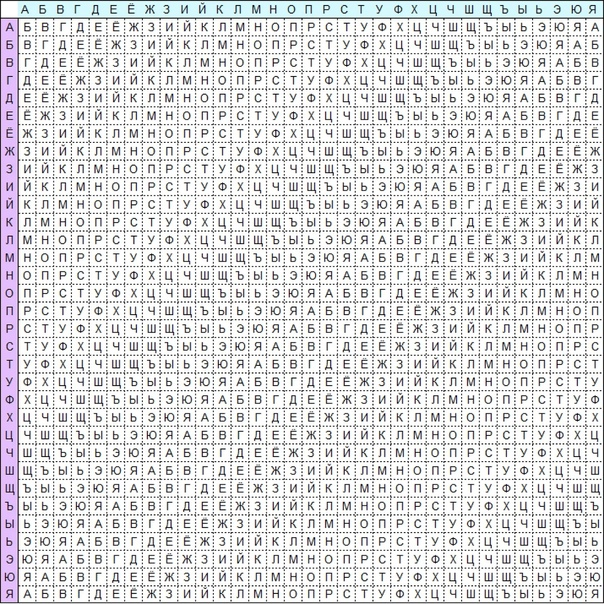 А Б В Г Д Е Ё Ж З И Й К Л М Н О П Р С Т У Ф Х Ц Ч Ш Щ Ъ Ы Ь Э Ю Я
А Б В Г Д Е Ё Ж З И Й К Л М Н О П Р С Т У Ф Х Ц Ч Ш Щ Ъ Ы Ь Э Ю Я А
Б В Г Д Е Ё Ж З И Й К Л М Н О П Р С Т У Ф Х Ц Ч Ш Щ Ъ Ы Ь Э Ю Я А Б
В Г Д Е Ё Ж З И Й К Л М Н О П Р С Т У Ф Х Ц Ч Ш Щ Ъ Ы Ь Э Ю Я А Б В
Г Д Е Ё Ж З И Й К Л М Н О П Р С Т У Ф Х Ц Ч Ш Щ Ъ Ы Ь Э Ю Я А Б В Г
Д Е Ё Ж З И Й К Л М Н О П Р С Т У Ф Х Ц Ч Ш Щ Ъ Ы Ь Э Ю Я А Б В Г Д
Е Ё Ж З И Й К Л М Н О П Р С Т У Ф Х Ц Ч Ш Щ Ъ Ы Ь Э Ю Я А Б В Г Д Е
Ё Ж З И Й К Л М Н О П Р С Т У Ф Х Ц Ч Ш Щ Ъ Ы Ь Э Ю Я А Б В Г Д Е Ё
Ж З И Й К Л М Н О П Р С Т У Ф Х Ц Ч Ш Щ Ъ Ы Ь Э Ю Я А Б В Г Д Е Ё Ж
З И Й К Л М Н О П Р С Т У Ф Х Ц Ч Ш Щ Ъ Ы Ь Э Ю Я А Б В Г Д Е Ё Ж З
И Й К Л М Н О П Р С Т У Ф Х Ц Ч Ш Щ Ъ Ы Ь Э Ю Я А Б В Г Д Е Ё Ж З И
Й К Л М Н О П Р С Т У Ф Х Ц Ч Ш Щ Ъ Ы Ь Э Ю Я А Б В Г Д Е Ё Ж З И Й
К Л М Н О П Р С Т У Ф Х Ц Ч Ш Щ Ъ Ы Ь Э Ю Я А Б В Г Д Е Ё Ж З И Й К
Л М Н О П Р С Т У Ф Х Ц Ч Ш Щ Ъ Ы Ь Э Ю Я А Б В Г Д Е Ё Ж З И Й К Л
М Н О П Р С Т У Ф Х Ц Ч Ш Щ Ъ Ы Ь Э Ю Я А Б В Г Д Е Ё Ж З И Й К Л М
Н О П Р С Т У Ф Х Ц Ч Ш Щ Ъ Ы Ь Э Ю Я А Б В Г Д Е Ё Ж З И Й К Л М Н
О П Р С Т У Ф Х Ц Ч Ш Щ Ъ Ы Ь Э Ю Я А Б В Г Д Е Ё Ж З И Й К Л М Н О
П Р С Т У Ф Х Ц Ч Ш Щ Ъ Ы Ь Э Ю Я А Б В Г Д Е Ё Ж З И Й К Л М Н О П
Р С Т У Ф Х Ц Ч Ш Щ Ъ Ы Ь Э Ю Я А Б В Г Д Е Ё Ж З И Й К Л М Н О П Р
С Т У Ф Х Ц Ч Ш Щ Ъ Ы Ь Э Ю Я А Б В Г Д Е Ё Ж З И Й К Л М Н О П Р С
Т У Ф Х Ц Ч Ш Щ Ъ Ы Ь Э Ю Я А Б В Г Д Е Ё Ж З И Й К Л М Н О П Р С Т
У Ф Х Ц Ч Ш Щ Ъ Ы Ь Э Ю Я А Б В Г Д Е Ё Ж З И Й К Л М Н О П Р С Т У
Ф Х Ц Ч Ш Щ Ъ Ы Ь Э Ю Я А Б В Г Д Е Ё Ж З И Й К Л М Н О П Р С Т У Ф
Х Ц Ч Ш Щ Ъ Ы Ь Э Ю Я А Б В Г Д Е Ё Ж З И Й К Л М Н О П Р С Т У Ф Х
Ц Ч Ш Щ Ъ Ы Ь Э Ю Я А Б В Г Д Е Ё Ж З И Й К Л М Н О П Р С Т У Ф Х Ц
Ч Ш Щ Ъ Ы Ь Э Ю Я А Б В Г Д Е Ё Ж З И Й К Л М Н О П Р С Т У Ф Х Ц Ч
Ш Щ Ъ Ы Ь Э Ю Я А Б В Г Д Е Ё Ж З И Й К Л М Н О П Р С Т У Ф Х Ц Ч Ш
Щ Ъ Ы Ь Э Ю Я А Б В Г Д Е Ё Ж З И Й К Л М Н О П Р С Т У Ф Х Ц Ч Ш Щ
Ъ Ы Ь Э Ю Я А Б В Г Д Е Ё Ж З И Й К Л М Н О П Р С Т У Ф Х Ц Ч Ш Щ Ъ
Ы Ь Э Ю Я А Б В Г Д Е Ё Ж З И Й К Л М Н О П Р С Т У Ф Х Ц Ч Ш Щ Ъ Ы
Ь Э Ю Я А Б В Г Д Е Ё Ж З И Й К Л М Н О П Р С Т У Ф Х Ц Ч Ш Щ Ъ Ы Ь
Э Ю Я А Б В Г Д Е Ё Ж З И Й К Л М Н О П Р С Т У Ф Х Ц Ч Ш Щ Ъ Ы Ь Э
Ю Я А Б В Г Д Е Ё Ж З И Й К Л М Н О П Р С Т У Ф Х Ц Ч Ш Щ Ъ Ы Ь Э Ю
Я А Б В Г Д Е Ё Ж З И Й К Л М Н О П Р С Т У Ф Х Ц Ч Ш Щ Ъ Ы Ь Э Ю Я